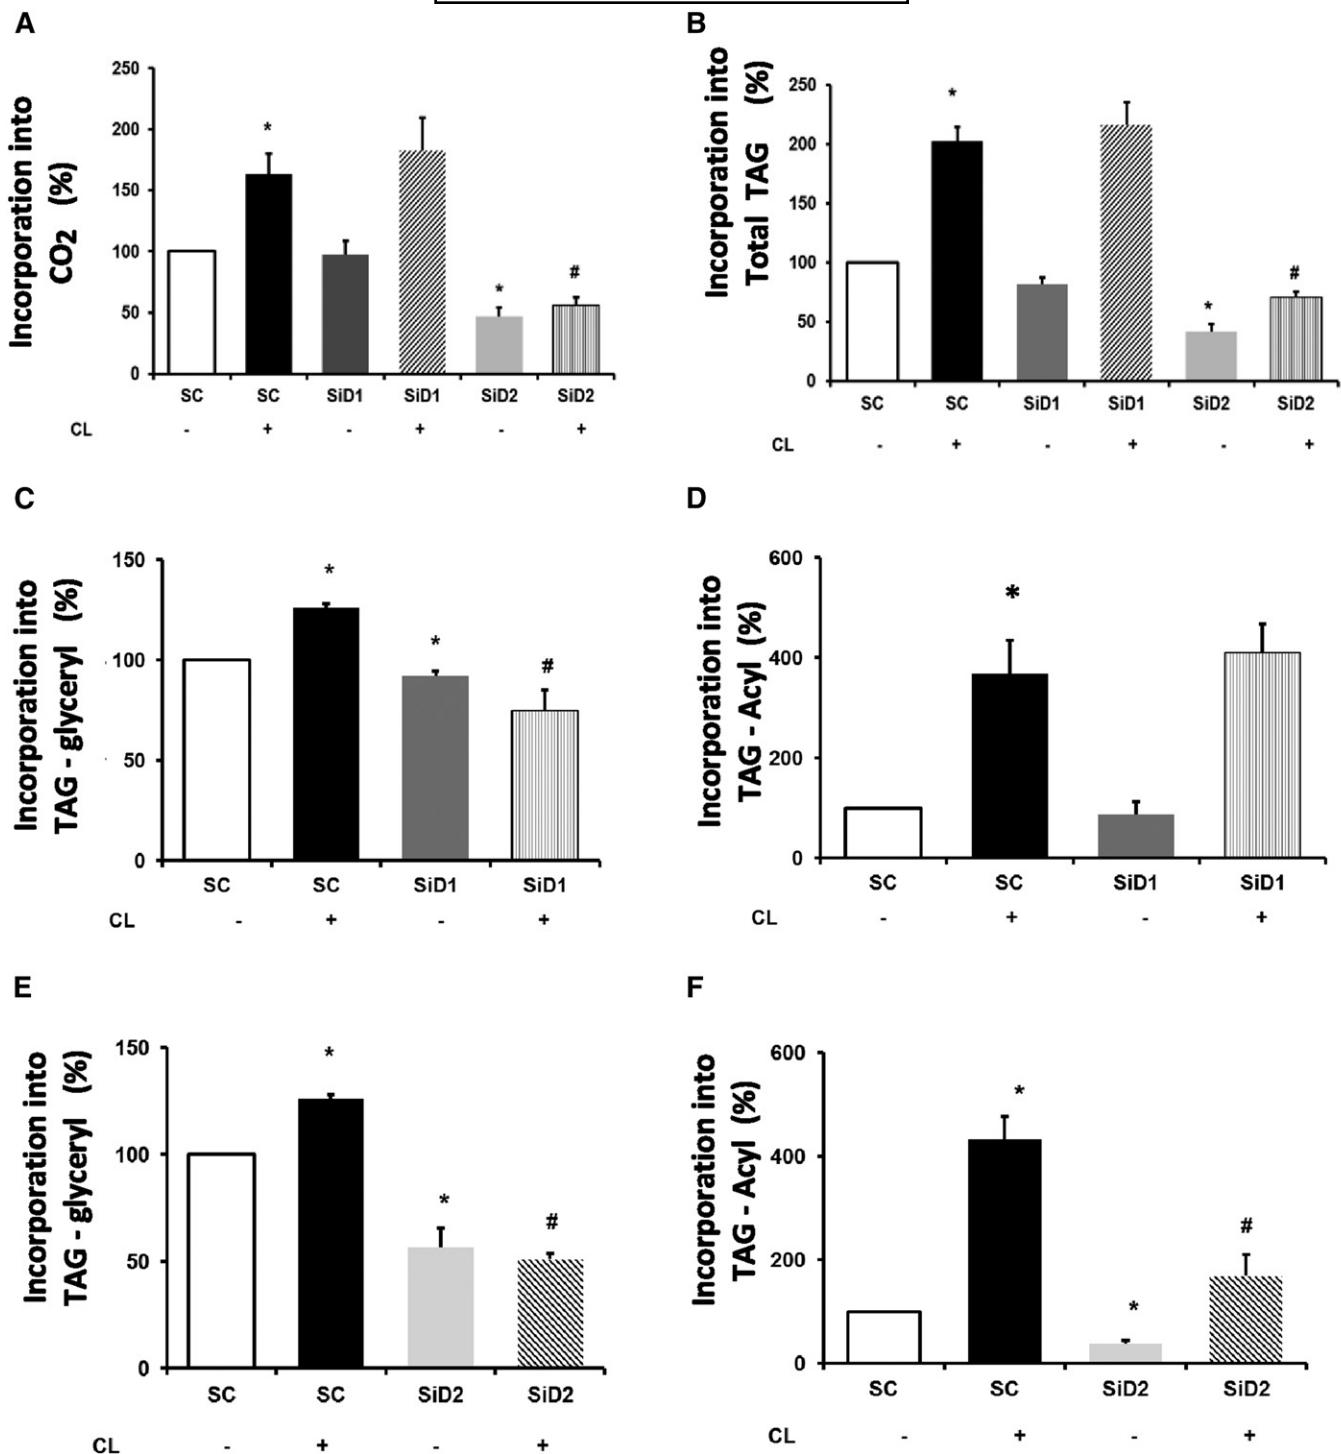 A
Incorporation into
CO2 (%)
250
200
150
100
50
0
*
*
#
SC SC SiD1 SiD1 SiD2 SiD2
CL - + - + - +
B
Incorporation into
Total TAG (%)
250
200
150
100
50
0
*
*
#
SC SC SiD1 SiD1 SiD2 SiD2
CL - + - + - +
C
Incorporation into
TAG - glyceryl (%)
150
100
50
0
*
*
#
SC SC SiD1 SiD1
CL - + - +
D
Incorporation into
TAG - Acyl (%)
600
400
200
0
*
SC SC SiD1 SiD1
CL - + - +
E
Incorporation into
TAG - glyceryl (%)
150
100
50
0
*
*
#
SC SC SiD2 SiD2
CL - + - +
F
Incorporation into
TAG - Acyl (%)
600
400
200
0
*
*
#
SC SC SiD2 SiD2
CL - + - +